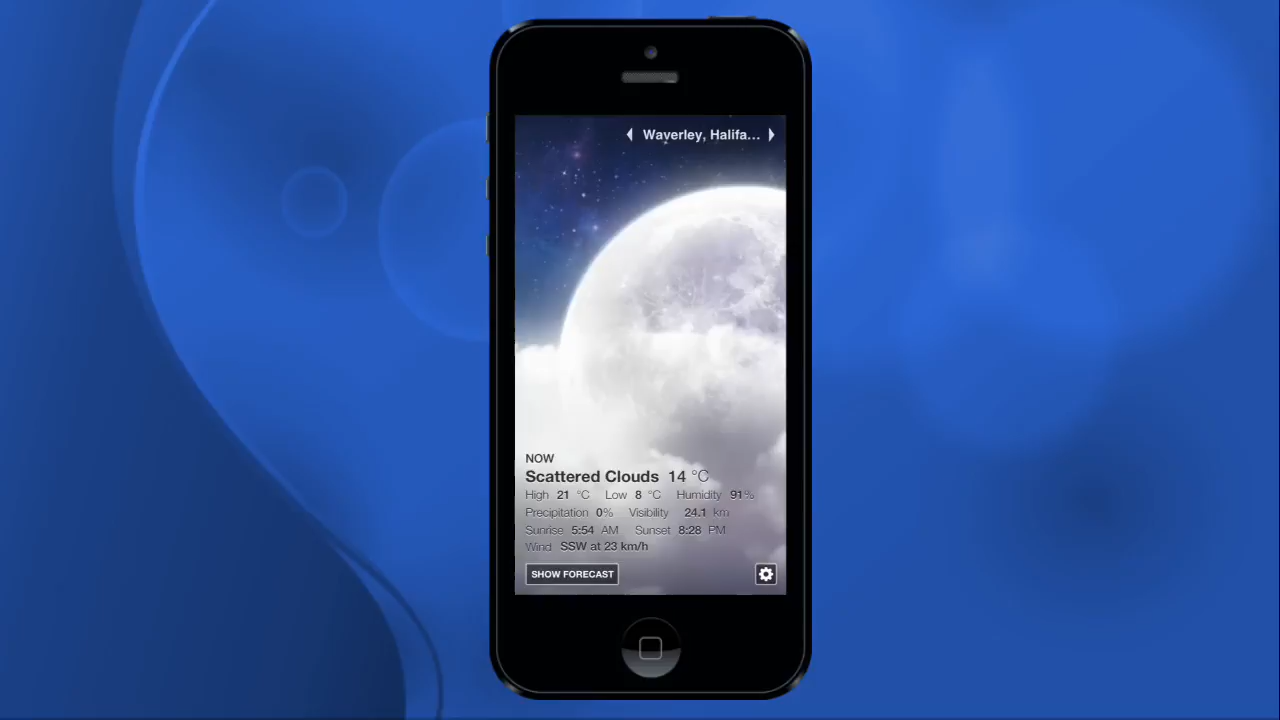 Waverley, Halifa...
NOW
Scattered Clouds 14 °C
High 21 °C Low 8 °C Humidity 91%
Precipitation 0% Visibility 24.1 km
Sunrise 5:54 AM Sunset 8:28 PM
Wind SSW at 23 km/h
SHOW FORECAST